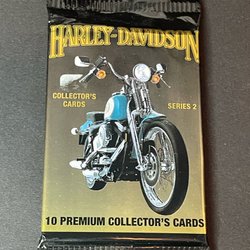 HARLEY-DAVIDSON
COLLECTOR'S
CARDS
SERIES 2
10 PREMIUM COLLECTOR'S CARDS